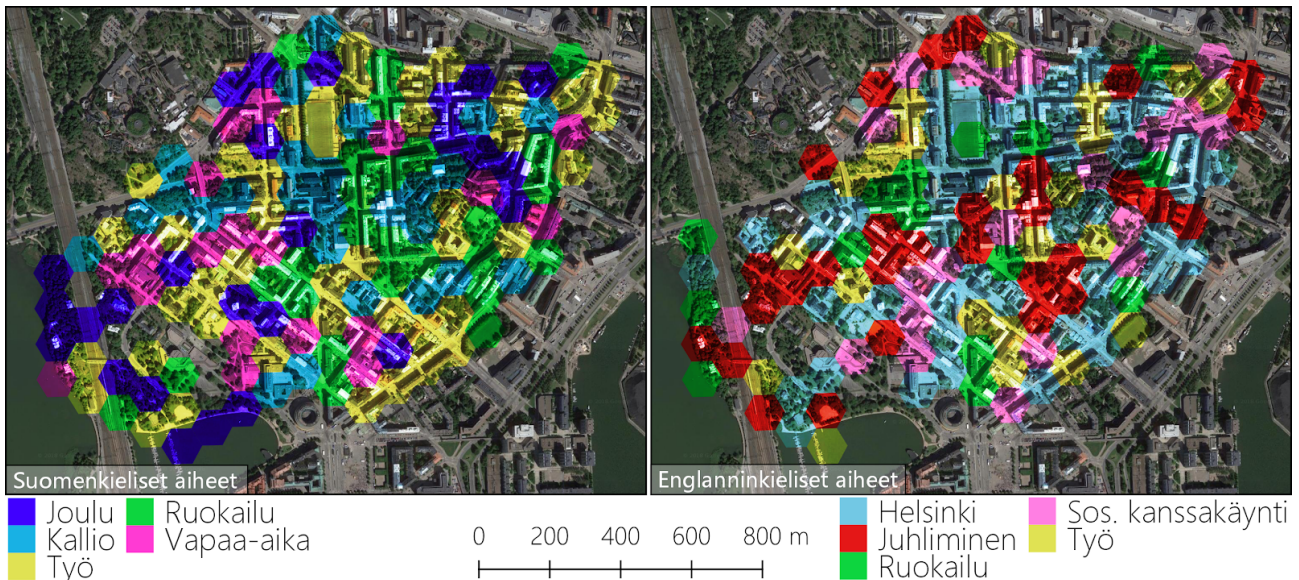 Suomenkieliset aiheet
Englanninkieliset aiheet
Joulu
Kallio
Työ
Ruokailu
Vapaa-aika
0 200 400 600 800 m
Helsinki
Juhliminen
Ruokailu
Sos. kanssakäynti
Työ